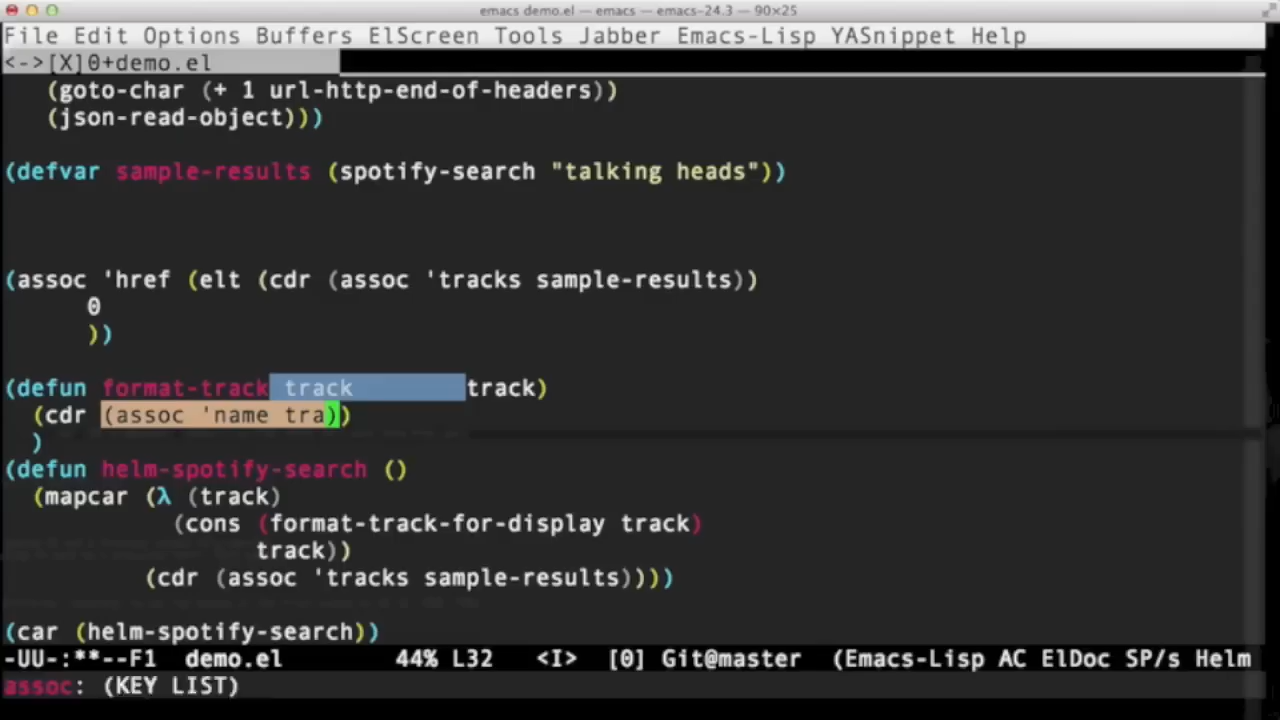 emacs demo.el — emacs — emacs-24.3 — 90×25
File Edit Options Buffers ElScreen Tools Jabber Emacs-Lisp YASnippet Help
<->[X]0+demo.el
(goto-char (+ 1 url-http-end-of-headers))
(json-read-object)))
(defvar sample-results (spotify-search "talking heads"))
(assoc 'href (elt (cdr (assoc 'tracks sample-results))
0
))
(defun format-track track track)
(cdr (assoc 'name tra))
)
(defun helm-spotify-search ()
(mapcar (λ (track)
(cons (format-track-for-display track)
track))
(cdr (assoc 'tracks sample-results))))
(car (helm-spotify-search))
-UU-:**--F1 demo.el 44% L32 <I> [0] Git@master (Emacs-Lisp AC ElDoc SP/s Helm
assoc: (KEY LIST)